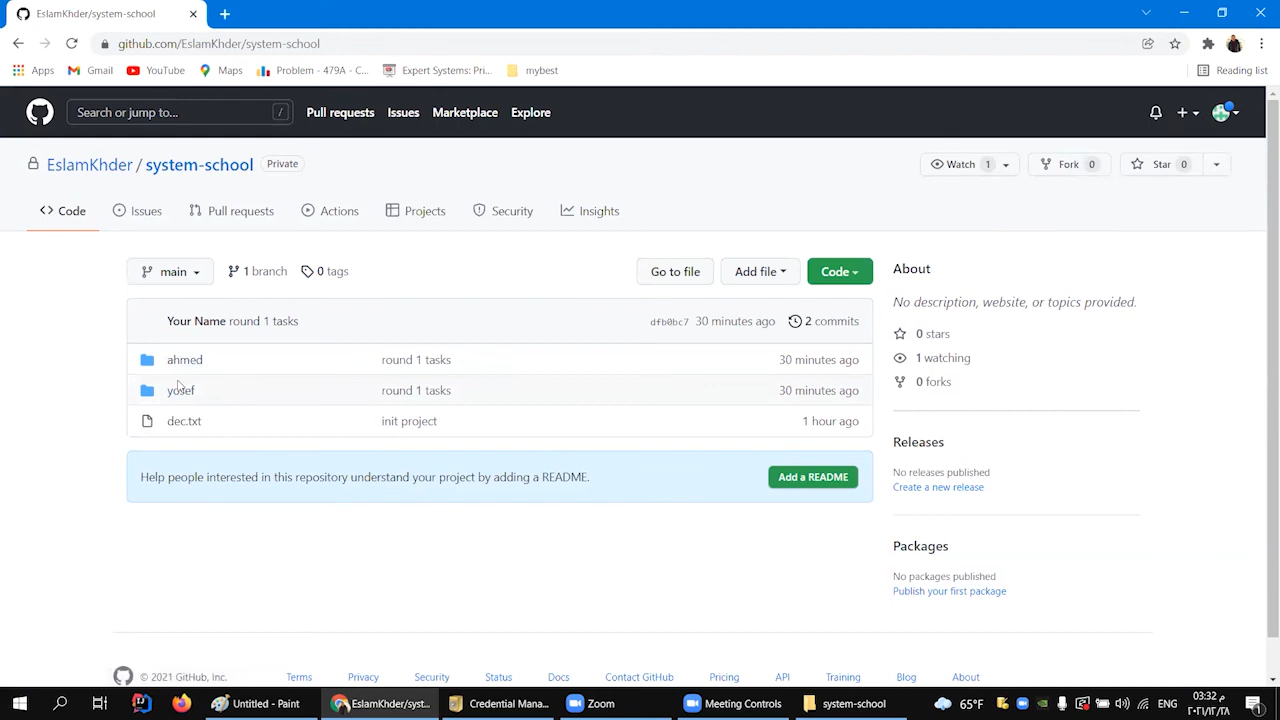 EslamKhder/system-school
github.com/EslamKhder/system-school
Apps Gmail YouTube Maps Problem - 479A - C... Expert Systems: Pri... mybest Reading list
Search or jump to... / Pull requests Issues Marketplace Explore
EslamKhder / system-school Private Watch 1 Fork 0 Star 0
Code Issues Pull requests Actions Projects Security Insights
main 1 branch 0 tags Go to file Add file Code About
No description, website, or topics provided.
Your Name round 1 tasks dfb0bc7 30 minutes ago 2 commits
0 stars
ahmed round 1 tasks 30 minutes ago
1 watching
yosef round 1 tasks 30 minutes ago
0 forks
dec.txt init project 1 hour ago
Releases
No releases published
Help people interested in this repository understand your project by adding a README. Add a README
Create a new release
Packages
No packages published
Publish your first package
© 2021 GitHub, Inc. Terms Privacy Security Status Docs Contact GitHub Pricing API Training Blog About
Untitled - Paint EslamKhder/syst... Credential Mana... Zoom Meeting Controls system-school 65°F ENG 03:32 م
٢٠٢١/١٢/١٨